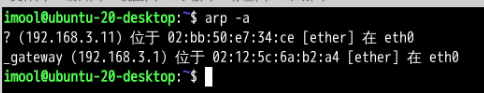 imool@ubuntu-20-desktop:~$ arp -a
? (192.168.3.11) 位于 02:bb:50:e7:34:ce [ether] 在 eth0
_gateway (192.168.3.1) 位于 02:12:5c:6a:b2:a4 [ether] 在 eth0
imool@ubuntu-20-desktop:~$